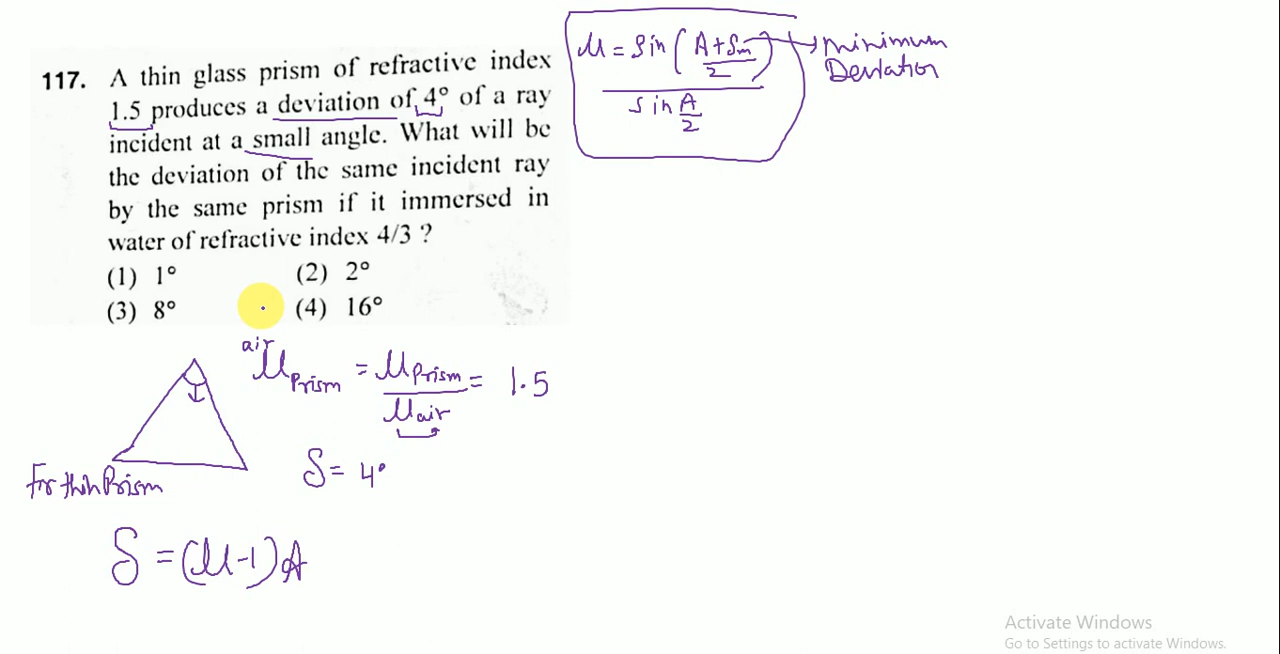 117. A thin glass prism of refractive index
1.5 produces a deviation of 4° of a ray
incident at a small angle. What will be
the deviation of the same incident ray
by the same prism if it immersed in
water of refractive index 4/3 ?
(1) 1° (2) 2°
(3) 8° (4) 16°
μ = Sin(A+δm/2) → Minimum
Deviation
sin A/2
air μ Prism = μ Prism / μ air = 1.5
δ = 4°
For thin Prism
δ = (μ-1)A
Activate Windows
Go to Settings to activate Windows.